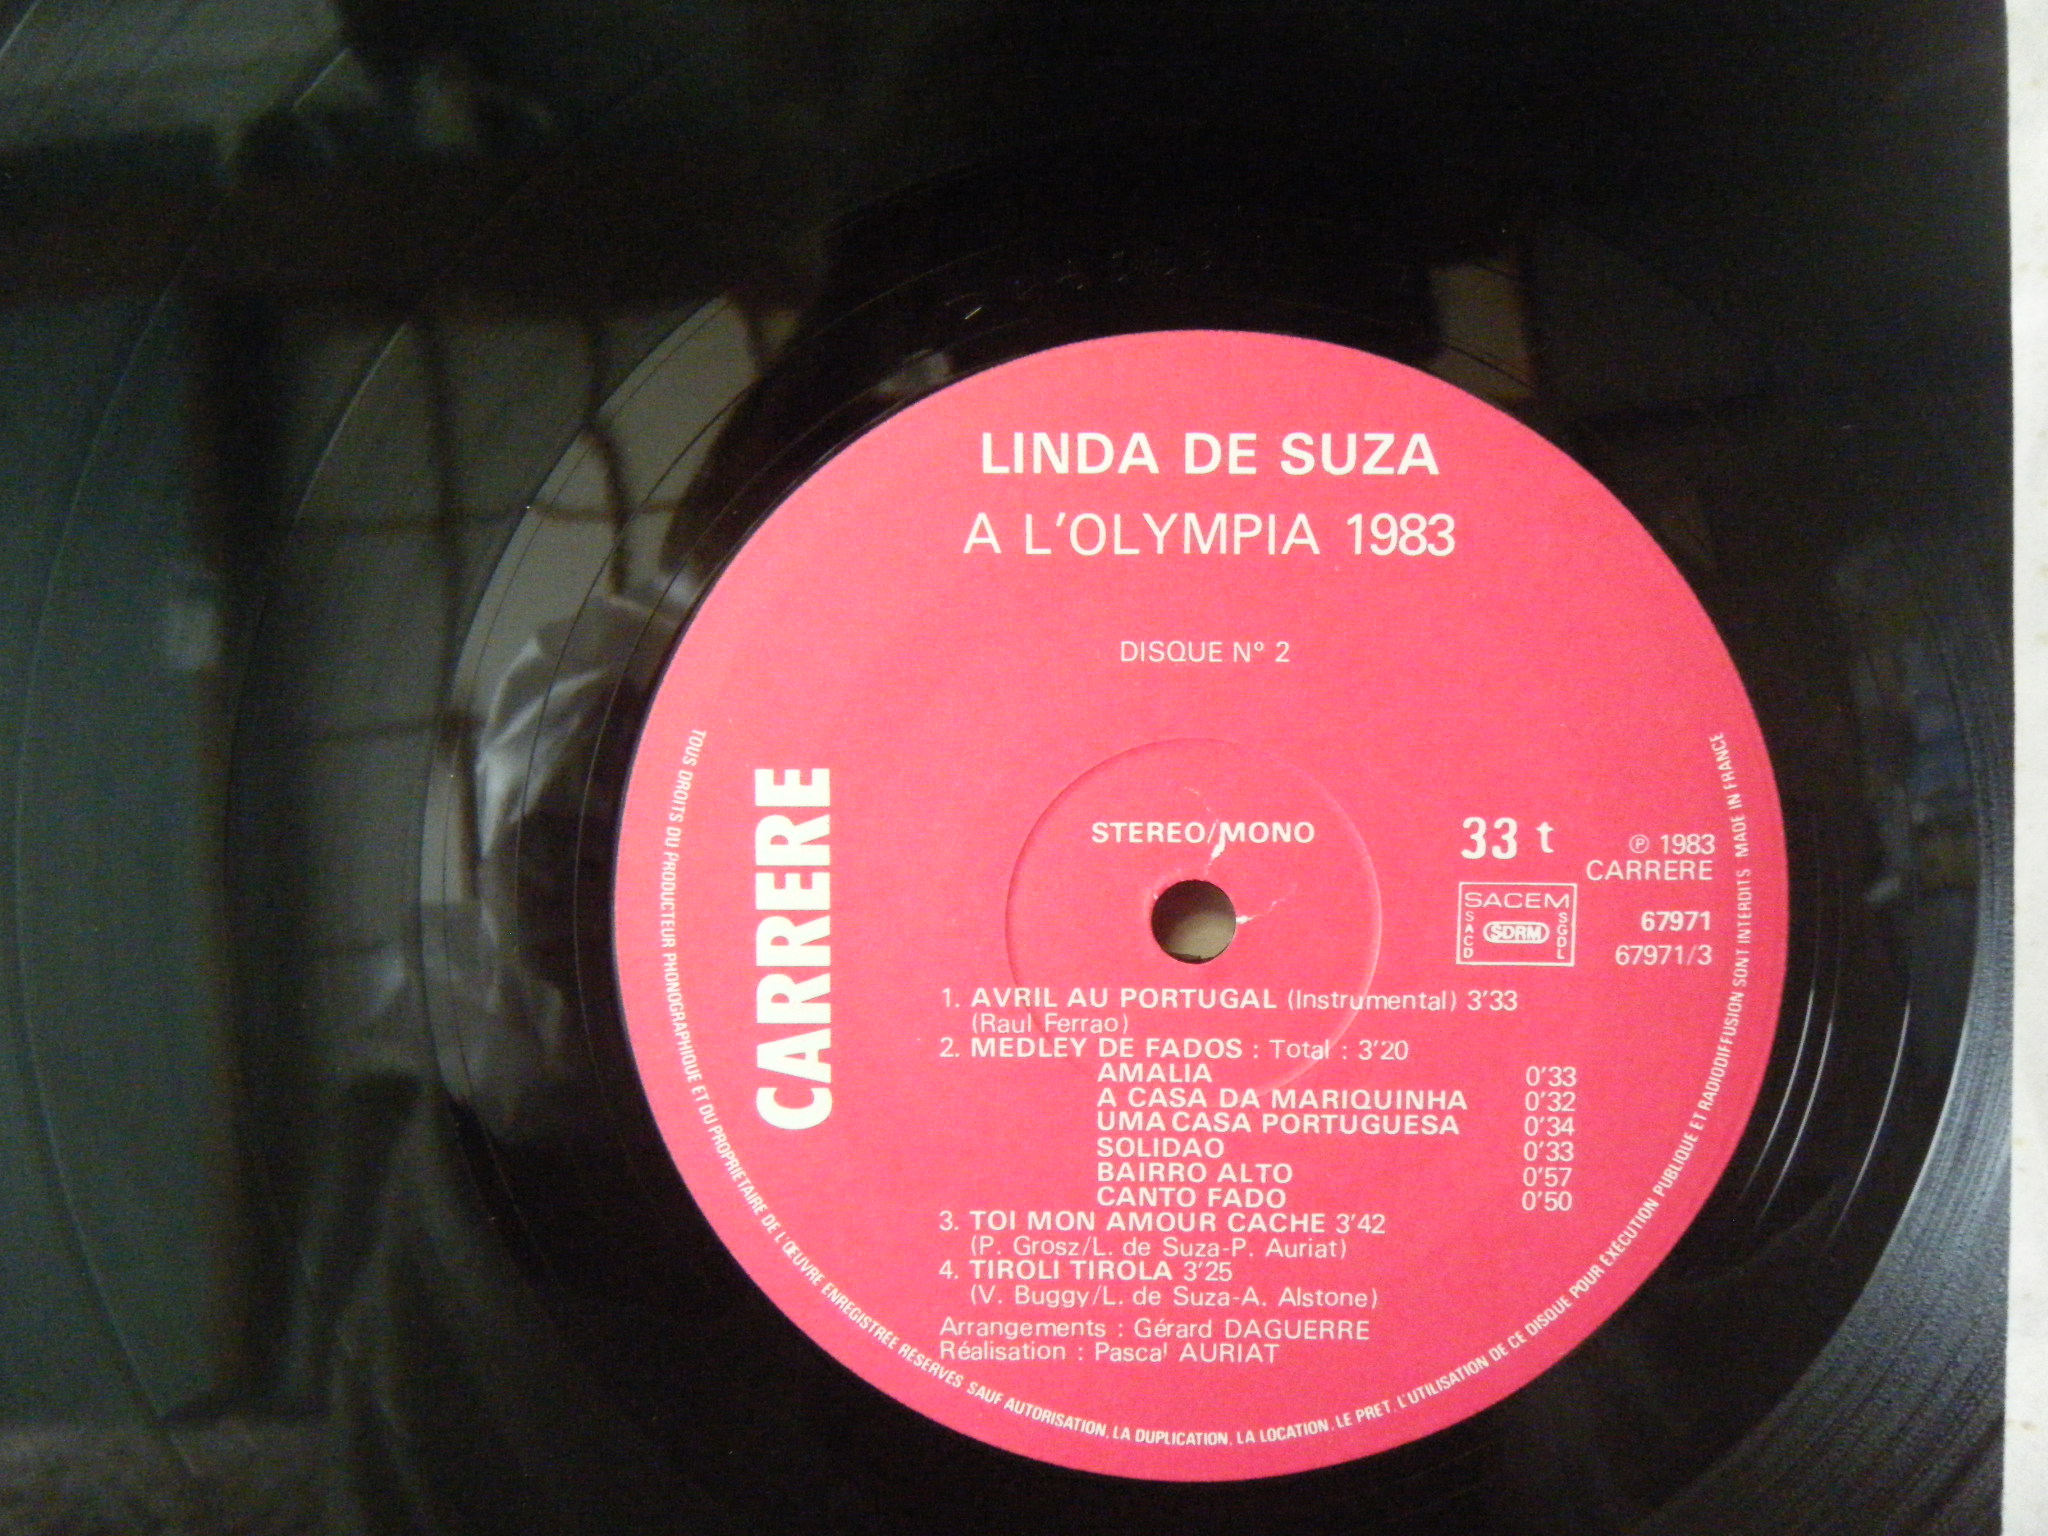 LINDA DE SUZA
A L'OLYMPIA 1983
DISQUE Nº 2
CARRERE
STEREO/MONO
33 t
℗ 1983
CARRERE
SACEM
SACD
SDRM
SGDL
67971
67971/3
1. AVRIL AU PORTUGAL (Instrumental) 3'33
(Raul Ferrao)
2. MEDLEY DE FADOS : Total : 3'20
AMALIA 0'33
A CASA DA MARIQUINHA 0'32
UMA CASA PORTUGUESA 0'34
SOLIDAO 0'33
BAIRRO ALTO 0'57
CANTO FADO 0'50
3. TOI MON AMOUR CACHE 3'42
(P. Grosz/L. de Suza-P. Auriat)
4. TIROLI TIROLA 3'25
(V. Buggy/L. de Suza-A. Alstone)
Arrangements : Gérard DAGUERRE
Réalisation : Pascal AURIAT
TOUS DROITS DU PRODUCTEUR PHONOGRAPHIQUE ET DU PROPRIETAIRE DE L'ŒUVRE ENREGISTREE RESERVES SAUF AUTORISATION, LA DUPLICATION, LA LOCATION, LE PRET, L'UTILISATION DE CE DISQUE POUR EXECUTION PUBLIQUE ET RADIODIFFUSION SONT INTERDITS MADE IN FRANCE